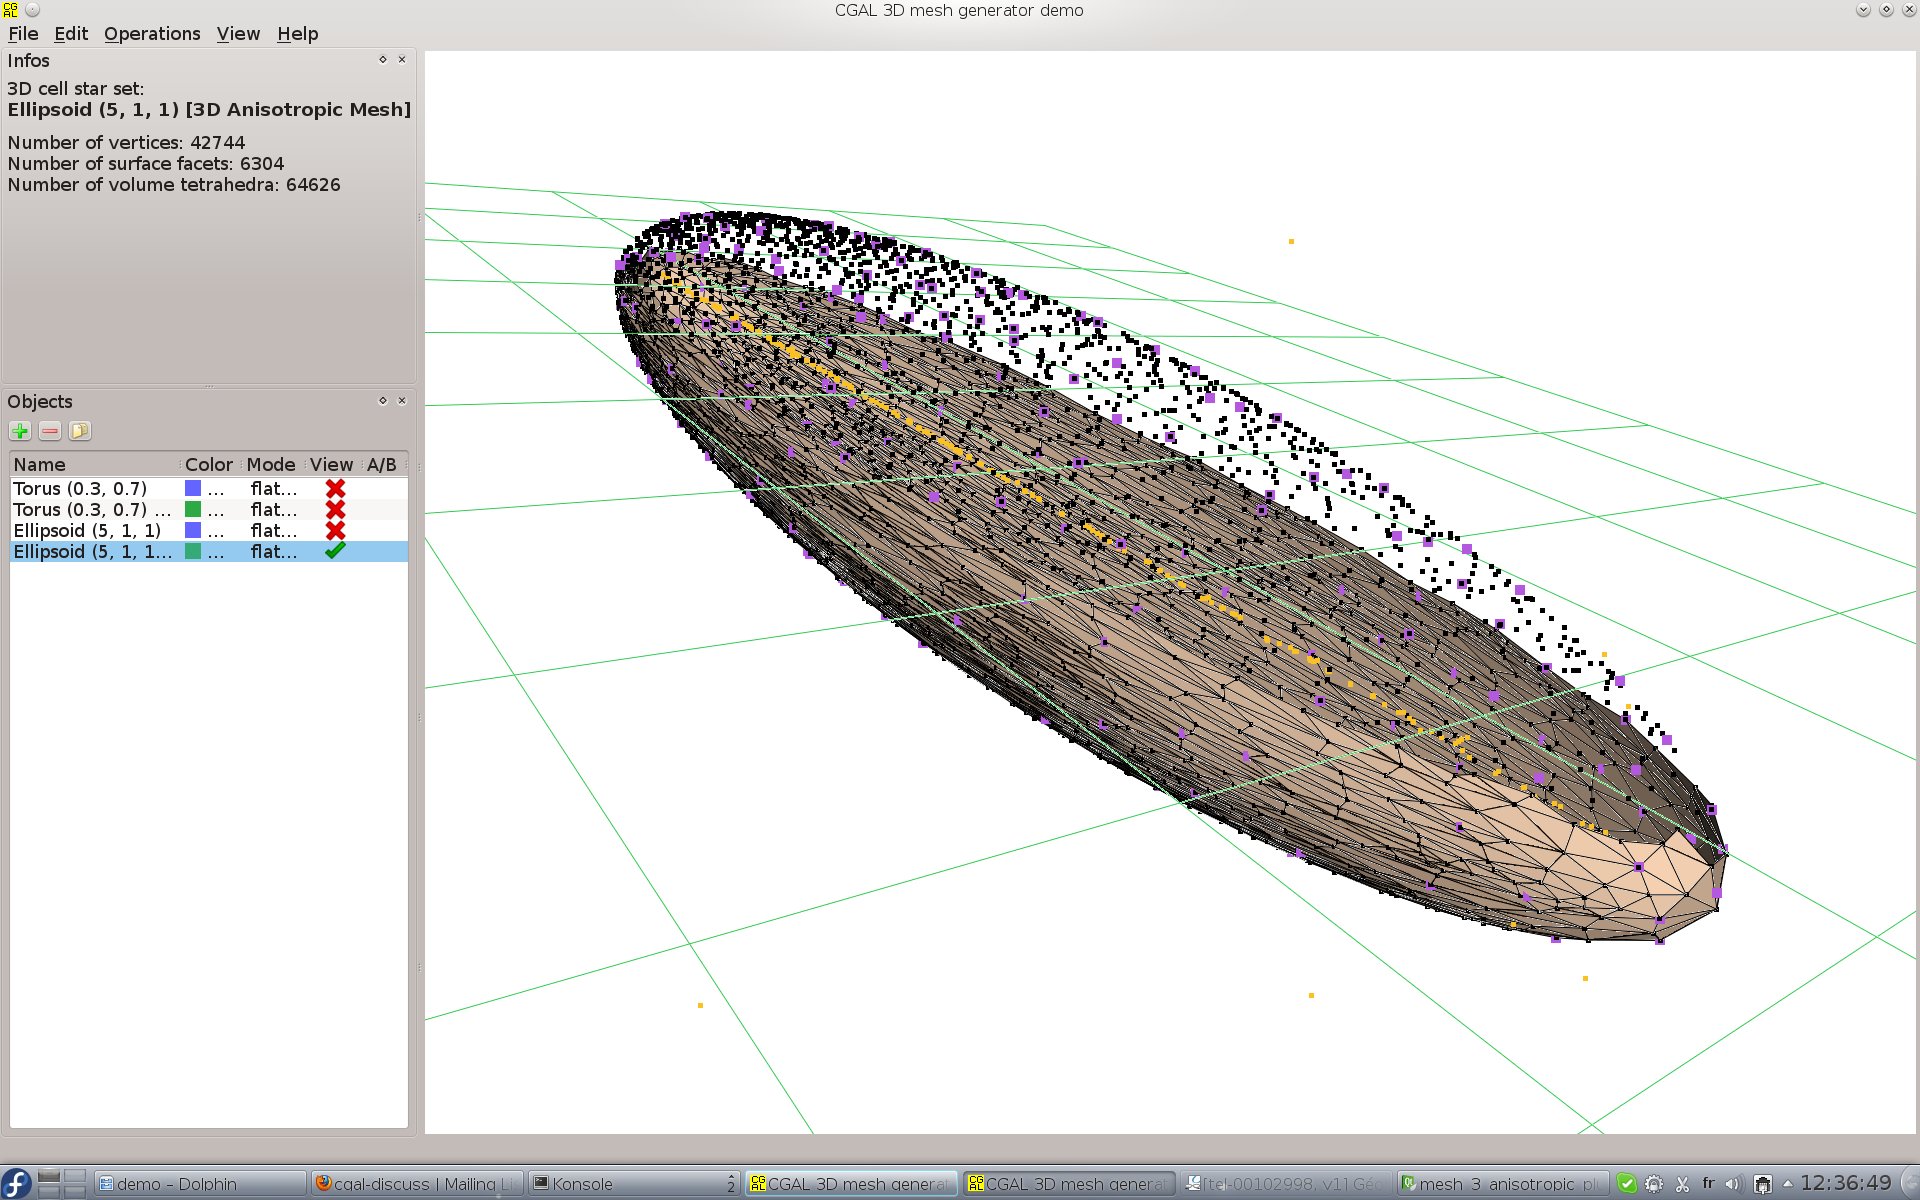 CGAL 3D mesh generator demo
File Edit Operations View Help
Infos
3D cell star set:
Ellipsoid (5, 1, 1) [3D Anisotropic Mesh]
Number of vertices: 42744
Number of surface facets: 6304
Number of volume tetrahedra: 64626
Objects
Name Color Mode View A/B
Torus (0.3, 0.7) ... flat...
Torus (0.3, 0.7) ... ... flat...
Ellipsoid (5, 1, 1) ... flat...
Ellipsoid (5, 1, 1... ... flat...
demo – Dolphin
cgal-discuss | Mailing Lis
Konsole 2
CGAL 3D mesh generat
CGAL 3D mesh generat
[tel-00102998, v1] Géo
mesh_3_anisotropic_pl
fr
12:36:49